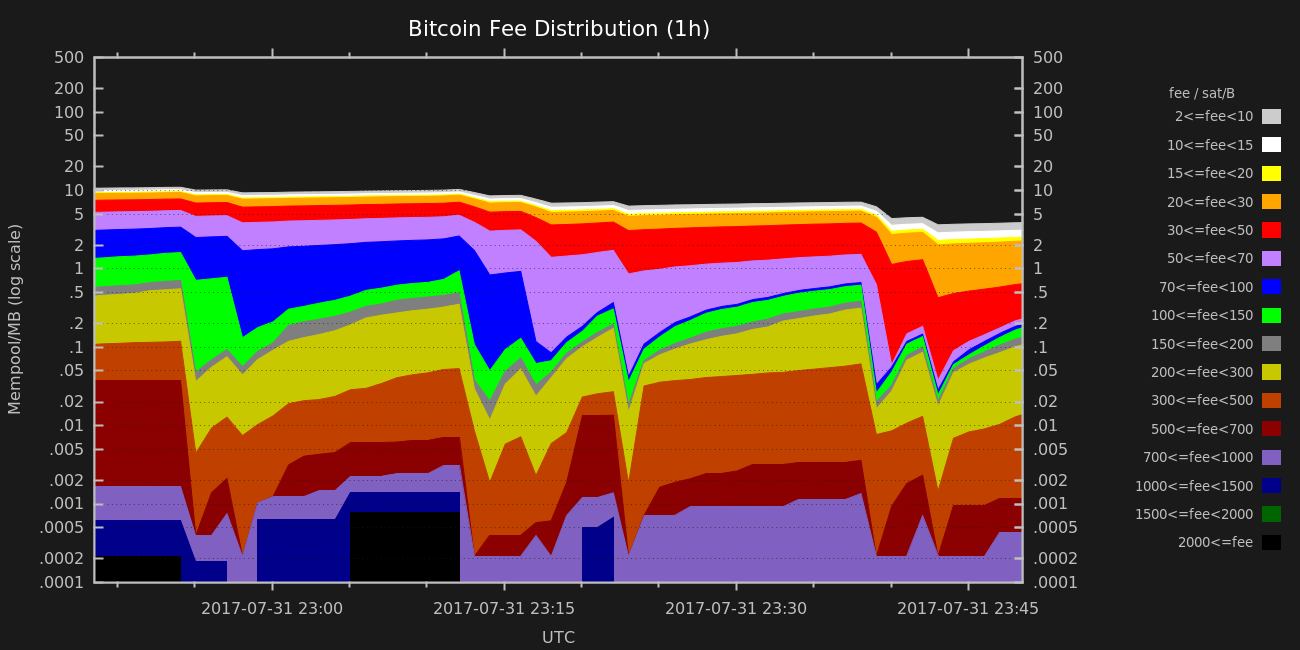 Bitcoin Fee Distribution (1h)
500
200
100
50
20
10
5
2
1
.5
.2
.1
.05
.02
.01
.005
.002
.001
.0005
.0002
.0001
Mempool/MB (log scale)
500
200
100
50
20
10
5
2
1
.5
.2
.1
.05
.02
.01
.005
.002
.001
.0005
.0002
.0001
2017-07-31 23:00
2017-07-31 23:15
2017-07-31 23:30
2017-07-31 23:45
UTC
fee / sat/B
2<=fee<10
10<=fee<15
15<=fee<20
20<=fee<30
30<=fee<50
50<=fee<70
70<=fee<100
100<=fee<150
150<=fee<200
200<=fee<300
300<=fee<500
500<=fee<700
700<=fee<1000
1000<=fee<1500
1500<=fee<2000
2000<=fee